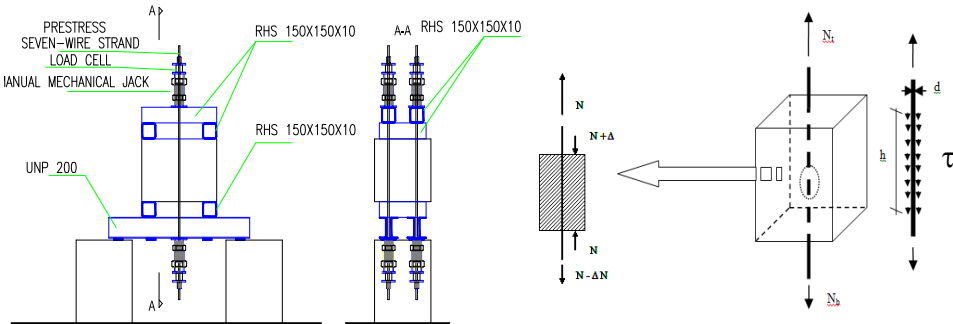 A
PRESTRESS
SEVEN-WIRE STRAND
LOAD CELL
MANUAL MECHANICAL JACK
RHS 150X150X10
A-A
RHS 150X150X10
RHS 150X150X10
UNP 200
A
N
N+Δ
N
N-ΔN
Nt
d
h
τ
Nb